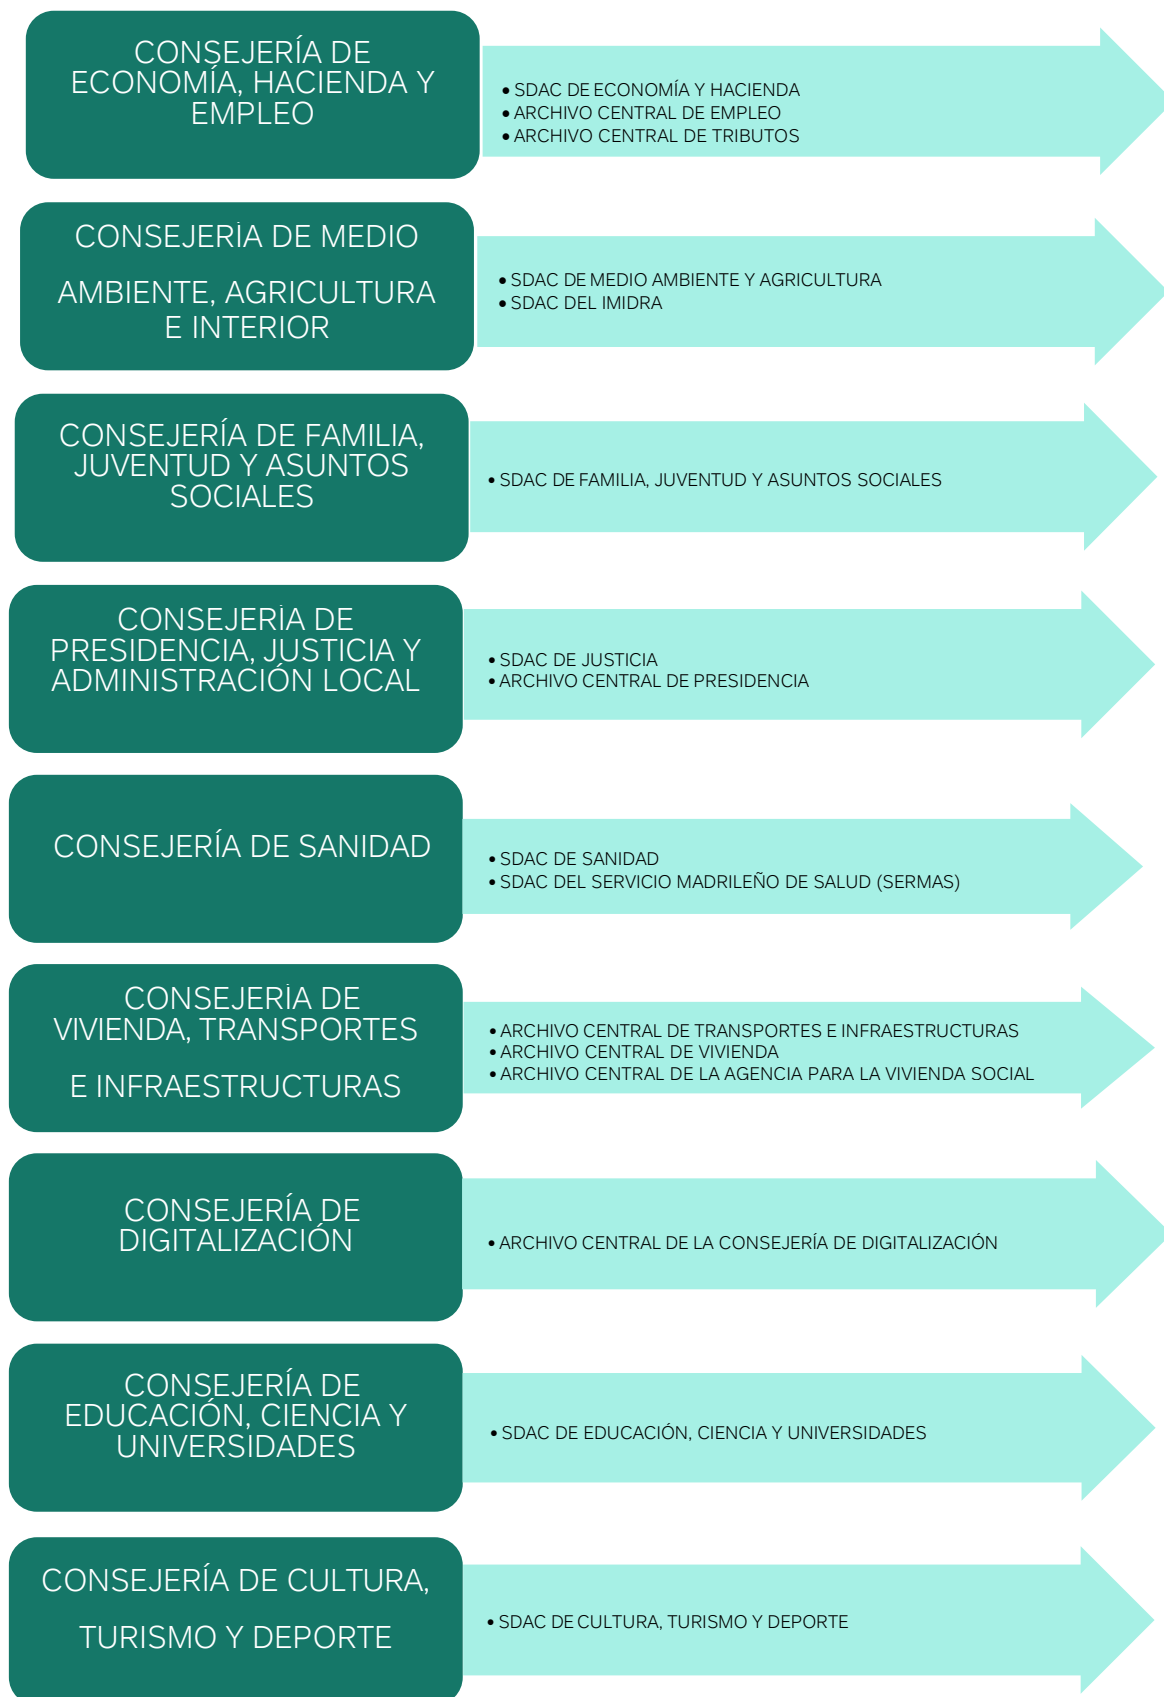 CONSEJERÍA DE
ECONOMÍA, HACIENDA Y
EMPLEO
• SDAC DE ECONOMÍA Y HACIENDA
• ARCHIVO CENTRAL DE EMPLEO
• ARCHIVO CENTRAL DE TRIBUTOS
CONSEJERÍA DE MEDIO
AMBIENTE, AGRICULTURA
E INTERIOR
• SDAC DE MEDIO AMBIENTE Y AGRICULTURA
• SDAC DEL IMIDRA
CONSEJERÍA DE FAMILIA,
JUVENTUD Y ASUNTOS
SOCIALES
• SDAC DE FAMILIA, JUVENTUD Y ASUNTOS SOCIALES
CONSEJERÍA DE
PRESIDENCIA, JUSTICIA Y
ADMINISTRACIÓN LOCAL
• SDAC DE JUSTICIA
• ARCHIVO CENTRAL DE PRESIDENCIA
CONSEJERÍA DE SANIDAD
• SDAC DE SANIDAD
• SDAC DEL SERVICIO MADRILEÑO DE SALUD (SERMAS)
CONSEJERÍA DE
VIVIENDA, TRANSPORTES
E INFRAESTRUCTURAS
• ARCHIVO CENTRAL DE TRANSPORTES E INFRAESTRUCTURAS
• ARCHIVO CENTRAL DE VIVIENDA
• ARCHIVO CENTRAL DE LA AGENCIA PARA LA VIVIENDA SOCIAL
CONSEJERÍA DE
DIGITALIZACIÓN
• ARCHIVO CENTRAL DE LA CONSEJERÍA DE DIGITALIZACIÓN
CONSEJERÍA DE
EDUCACIÓN, CIENCIA Y
UNIVERSIDADES
• SDAC DE EDUCACIÓN, CIENCIA Y UNIVERSIDADES
CONSEJERÍA DE CULTURA,
TURISMO Y DEPORTE
• SDAC DE CULTURA, TURISMO Y DEPORTE